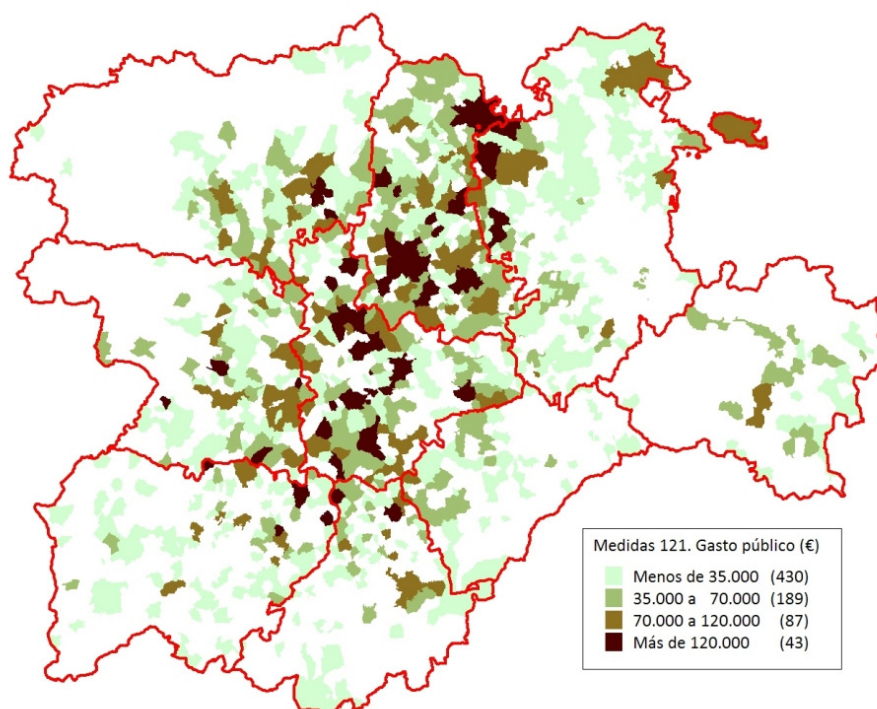 Medidas 121. Gasto público (€)
Menos de 35.000 (430)
35.000 a 70.000 (189)
70.000 a 120.000 (87)
Más de 120.000 (43)